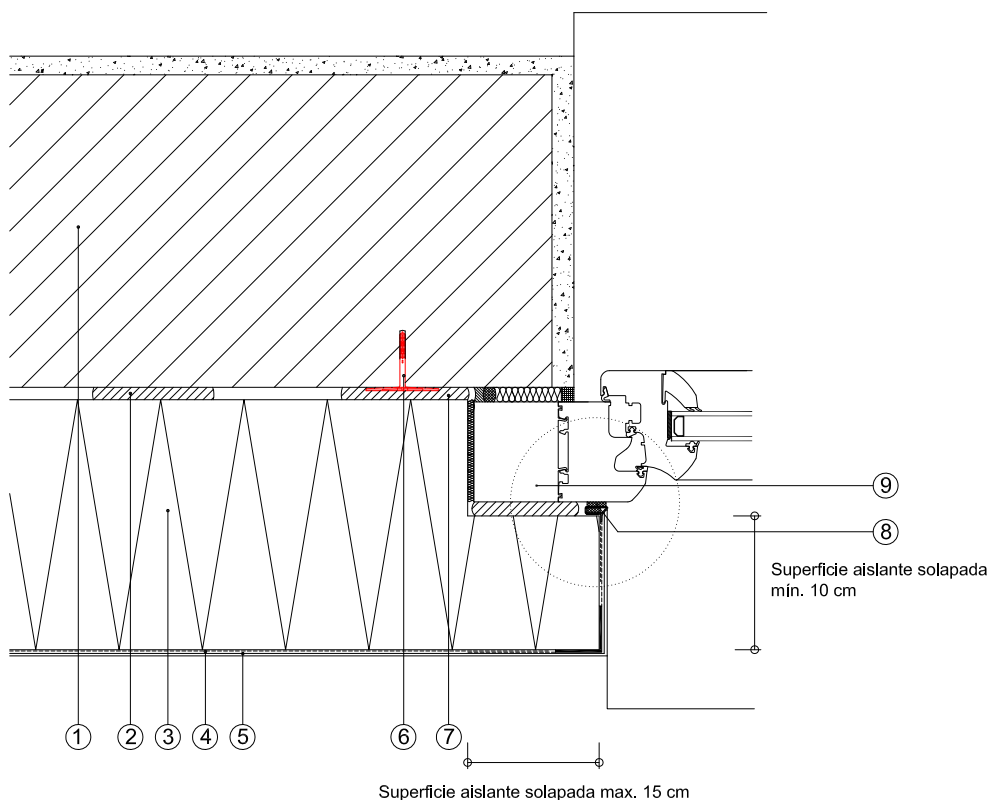 9
8
Superficie aislante solapada
mín. 10 cm
1 2 3 4 5 6 7
Superficie aislante solapada max. 15 cm